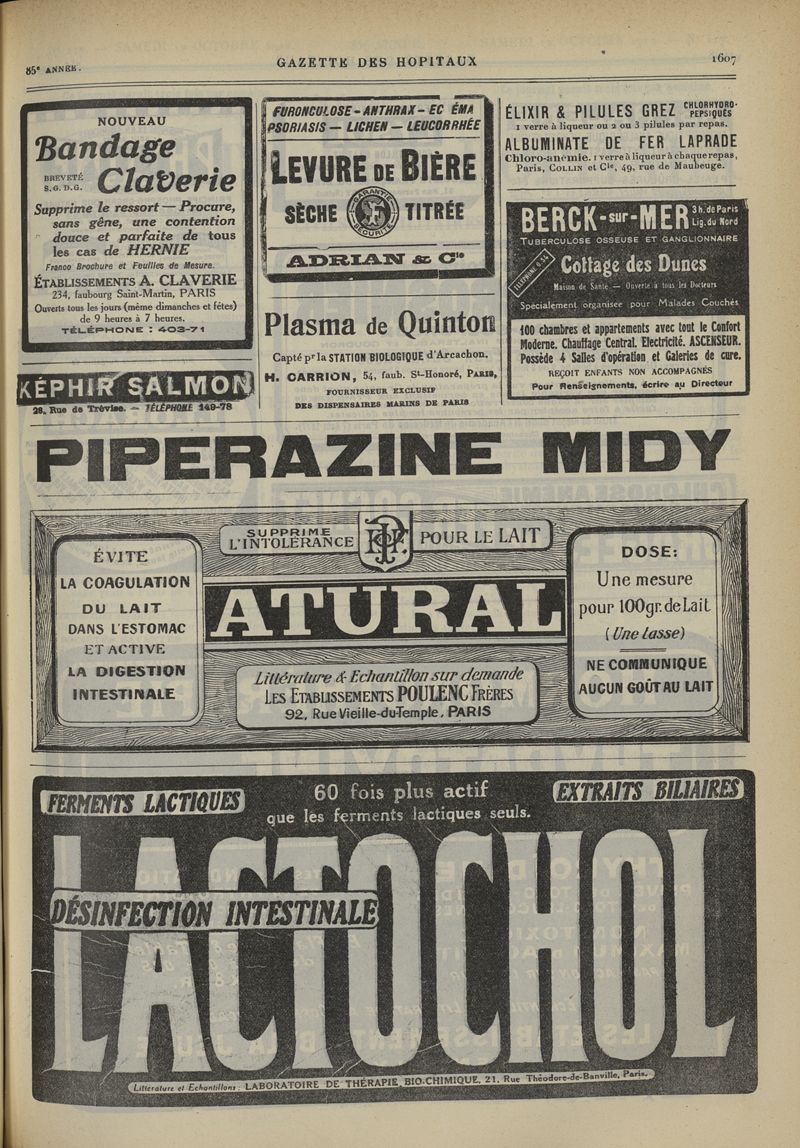 85e ANNÉE.
GAZETTE DES HOPITAUX
1607
NOUVEAU
Bandage
BREVETÉ
S.G.D.G.
Claverie
Supprime le ressort — Procure,
sans gêne, une contention
douce et parfaite de tous
les cas de HERNIE
Franco Brochure et Feuilles de Mesure.
ÉTABLISSEMENTS A. CLAVERIE
234, faubourg Saint-Martin, PARIS
Ouverts tous les jours (même dimanches et fêtes)
de 9 heures à 7 heures.
TÉLÉPHONE : 403-71
KÉPHIR SALMON
28, Rue de Trévise. — TÉLÉPHONE 149-78
FURONCULOSE - ANTHRAX - EC ÉMA
PSORIASIS — LICHEN — LEUCORRHÉE
LEVURE DE BIÈRE
SÈCHE
GARANTIE
SÉCURITÉ
TITRÉE
ADRIAN & Cie
Plasma de Quinton
Capté pr la STATION BIOLOGIQUE d'Arcachon.
H. CARRION, 54, faub. St-Honoré, PARIS,
FOURNISSEUR EXCLUSIF
DES DISPENSAIRES MARINS DE PARIS
ÉLIXIR & PILULES GREZ CHLORHYDRO-
PEPSIQUES
1 verre à liqueur ou 2 ou 3 pilules par repas.
ALBUMINATE DE FER LAPRADE
Chloro-anémie. 1 verre à liqueur à chaque repas,
Paris, COLLIN et Cie, 49, rue de Maubeuge.
BERCK-sur-MER 3 h. de Paris
Lig. du Nord
TUBERCULOSE OSSEUSE ET GANGLIONNAIRE
TÉLÉPHONE 0.54
Cottage des Dunes
Maison de Santé — Ouverte à tous les Docteurs
Spécialement organisée pour Malades Couchés
100 chambres et appartements avec tout le Confort
Moderne. Chauffage Central. Electricité. ASCENSEUR.
Possède 4 Salles d'opération et Galeries de cure.
REÇOIT ENFANTS NON ACCOMPAGNÉS
Pour Renseignements, écrire au Directeur
PIPERAZINE MIDY
SUPPRIME
L'INTOLÉRANCE
POUR LE LAIT
ÉVITE
LA COAGULATION
DU LAIT
DANS L'ESTOMAC
ET ACTIVE
LA DIGESTION
INTESTINALE
ATURAL
Littérature & Echantillon sur demande
LES ETABLISSEMENTS POULENC FRÈRES
92, Rue Vieille-du-Temple, PARIS
DOSE:
Une mesure
pour 100gr. de Lait
(Une tasse)
NE COMMUNIQUE
AUCUN GOÛT AU LAIT
FERMENTS LACTIQUES
60 fois plus actif
que les ferments lactiques seuls.
EXTRAITS BILIAIRES
LACTOCHOL
DÉSINFECTION INTESTINALE
Littérature et Echantillons : LABORATOIRE DE THÉRAPIE BIO-CHIMIQUE, 21, Rue Théodore-de-Banville, Paris.